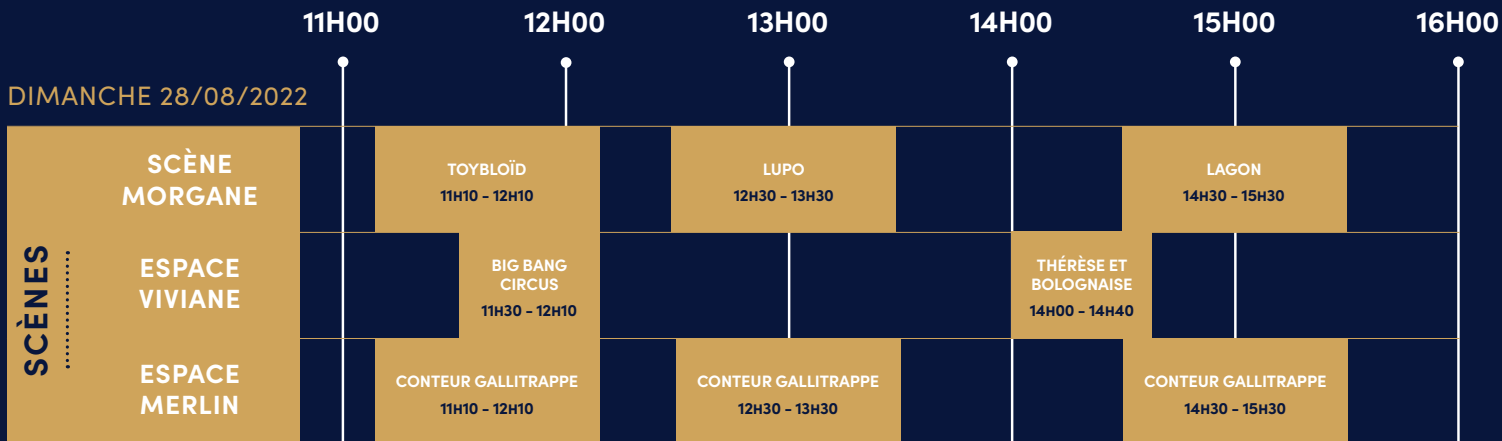 11H00 12H00 13H00 14H00 15H00 16H00
DIMANCHE 28/08/2022
SCÈNES
SCÈNE
MORGANE
TOYBLOÏD
11H10 - 12H10
LUPO
12H30 - 13H30
LAGON
14H30 - 15H30
ESPACE
VIVIANE
BIG BANG
CIRCUS
11H30 - 12H10
THÉRÈSE ET
BOLOGNAISE
14H00 - 14H40
ESPACE
MERLIN
CONTEUR GALLITRAPPE
11H10 - 12H10
CONTEUR GALLITRAPPE
12H30 - 13H30
CONTEUR GALLITRAPPE
14H30 - 15H30